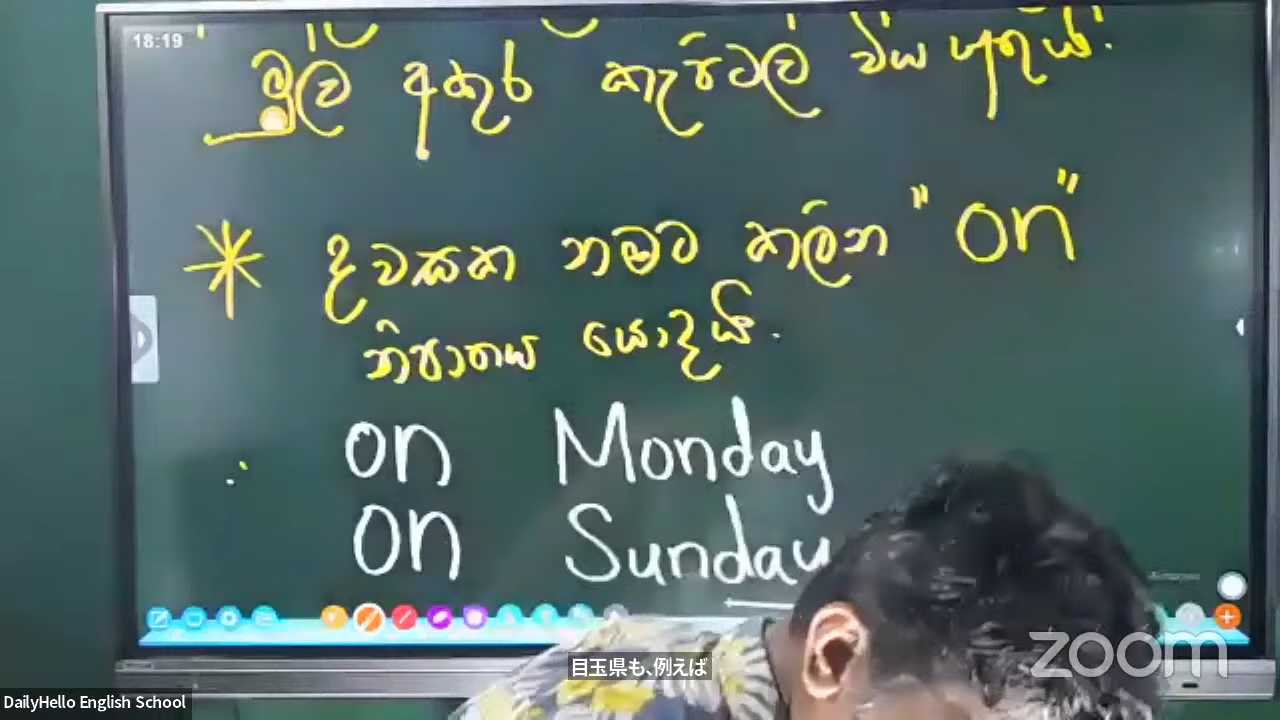 18:19
මුල් අකුර කැපිටල් විය යුතුය.
* දවසක නමට කලින් "on"
නිපාතය යොදයි.
on Monday
on Sunday
zoom
目玉県も、例えば
DailyHello English School